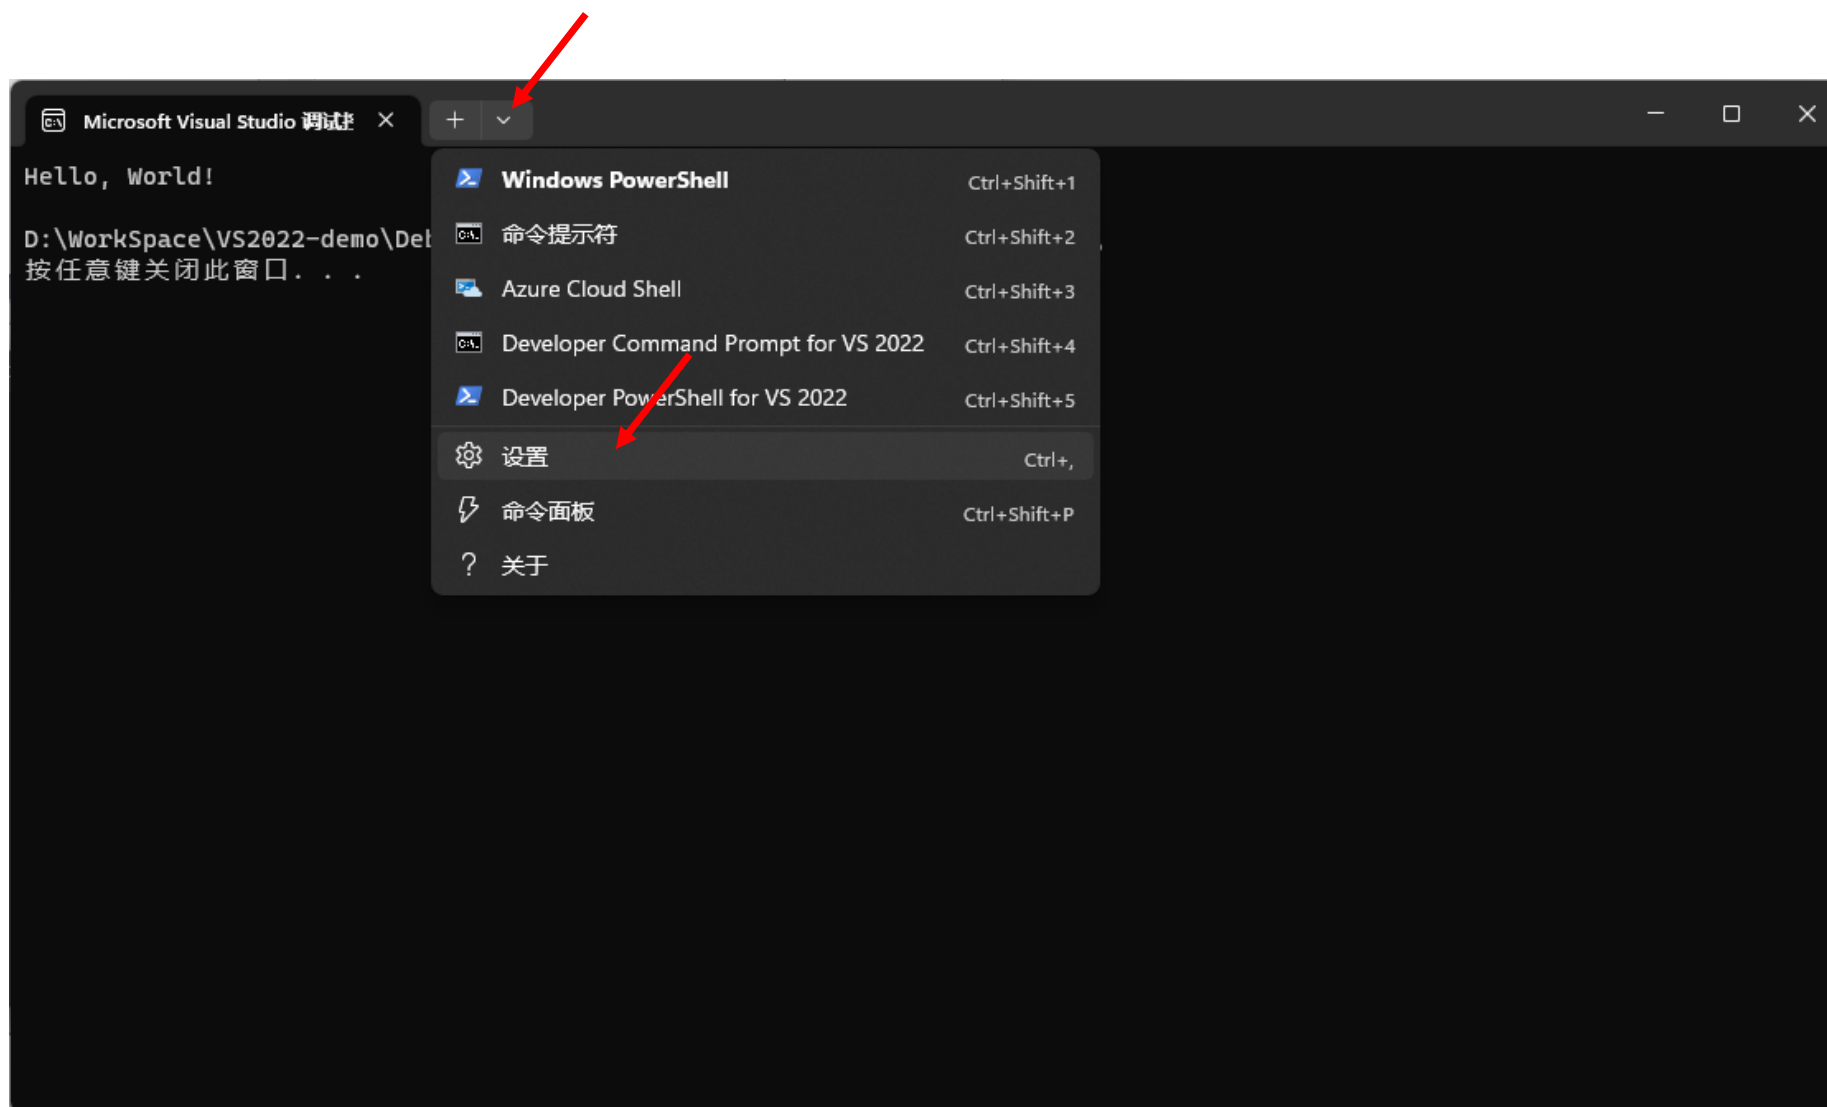 Microsoft Visual Studio 调试
Hello, World!
D:\WorkSpace\VS2022-demo\Deb
按任意键关闭此窗口. . .
Windows PowerShell Ctrl+Shift+1
命令提示符 Ctrl+Shift+2
Azure Cloud Shell Ctrl+Shift+3
Developer Command Prompt for VS 2022 Ctrl+Shift+4
Developer PowerShell for VS 2022 Ctrl+Shift+5
设置 Ctrl+,
命令面板 Ctrl+Shift+P
? 关于